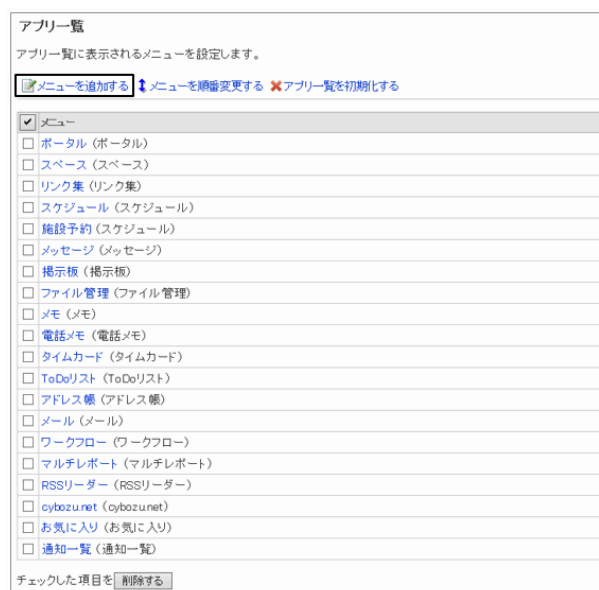 アプリ一覧
アプリ一覧に表示されるメニューを設定します。
メニューを追加する メニューを順番変更する アプリ一覧を初期化する
メニュー
ポータル (ポータル)
スペース (スペース)
リンク集 (リンク集)
スケジュール (スケジュール)
施設予約 (スケジュール)
メッセージ (メッセージ)
掲示板 (掲示板)
ファイル管理 (ファイル管理)
メモ (メモ)
電話メモ (電話メモ)
タイムカード (タイムカード)
ToDoリスト (ToDoリスト)
アドレス帳 (アドレス帳)
メール (メール)
ワークフロー (ワークフロー)
マルチレポート (マルチレポート)
RSSリーダー (RSSリーダー)
cybozu.net (cybozu.net)
お気に入り (お気に入り)
通知一覧 (通知一覧)
チェックした項目を 削除する